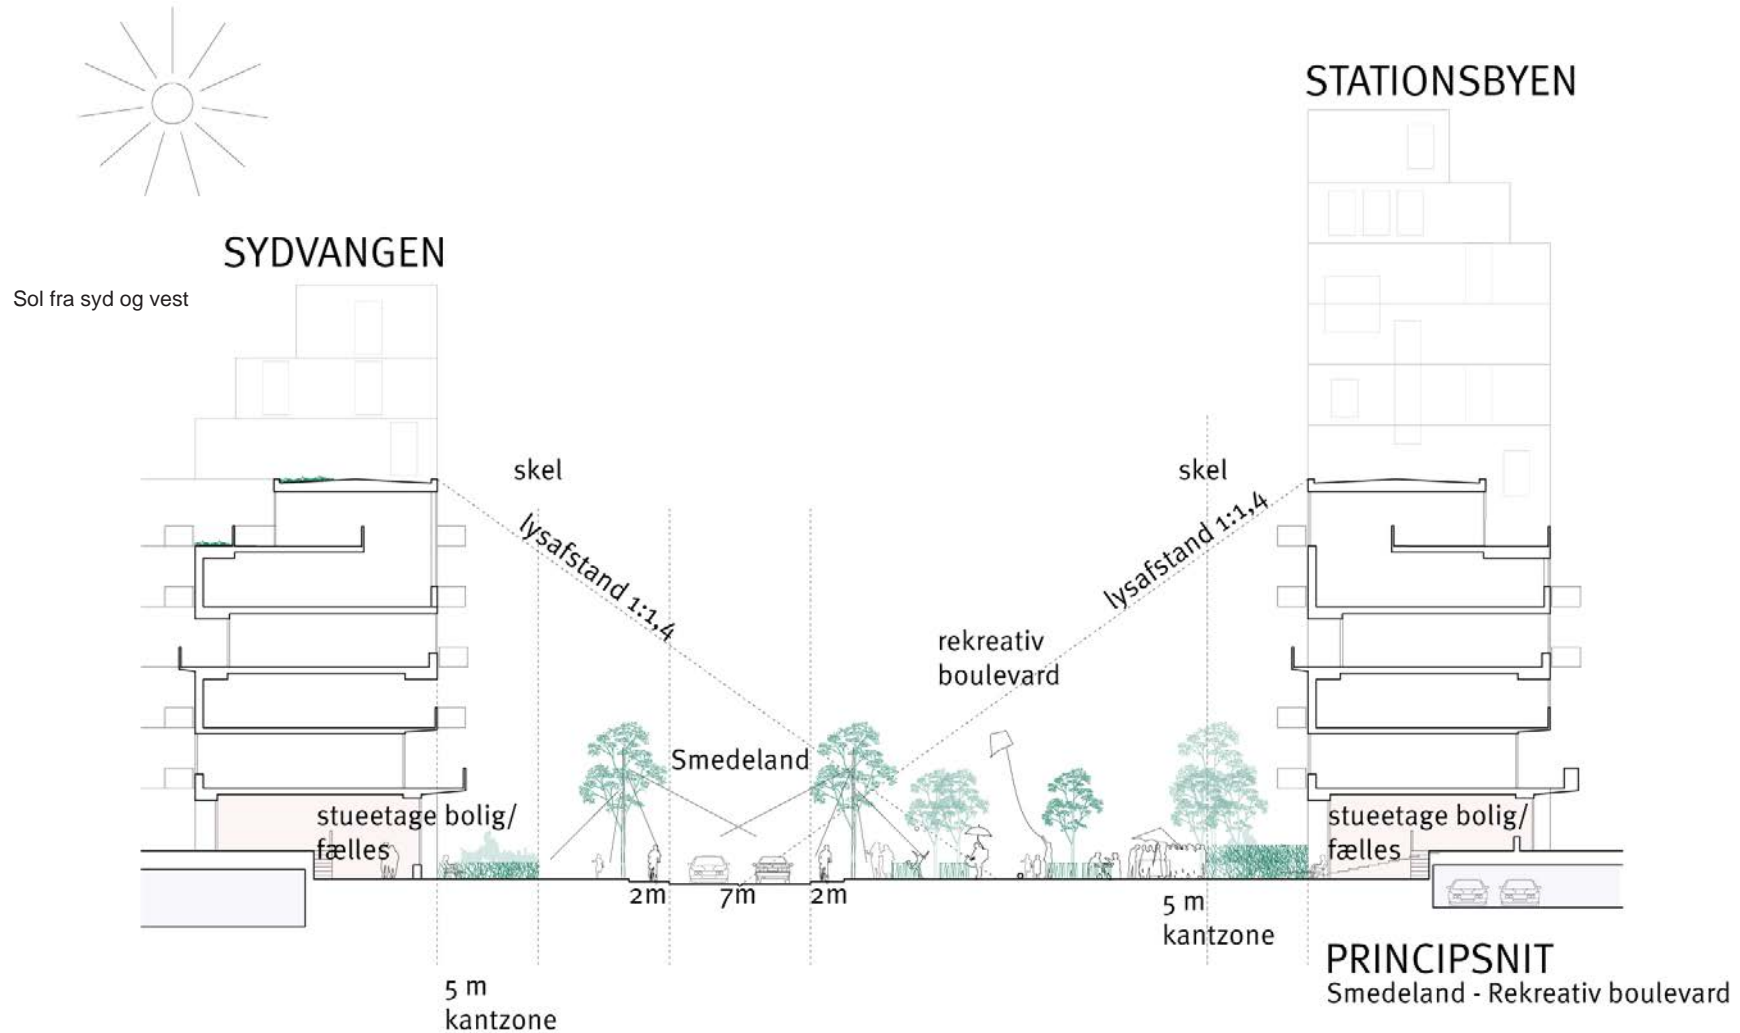 STATIONSBYEN
SYDVANGEN
Sol fra syd og vest
skel
skel
lysafstand 1:1,4
lysafstand 1:1,4
rekreativ
boulevard
Smedeland
stueetage bolig/
fælles
stueetage bolig/
fælles
2m
7m
2m
5 m
kantzone
5 m
kantzone
PRINCIPSNIT
Smedeland - Rekreativ boulevard